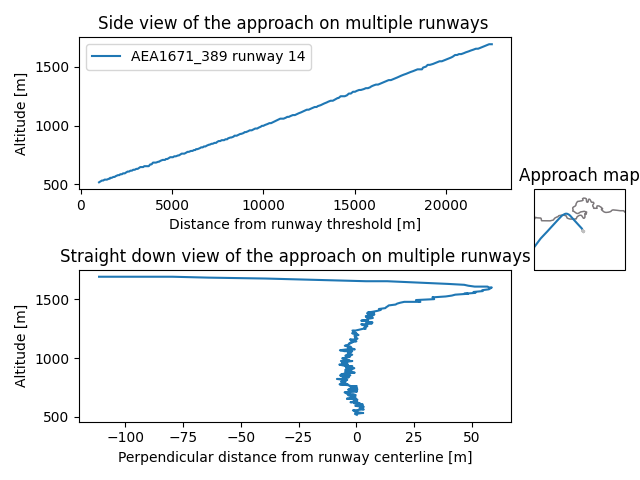 Side view of the approach on multiple runways
AEA1671_389 runway 14
Altitude [m]
1500
1000
500
0
5000
10000
15000
20000
Distance from runway threshold [m]
Approach map
Straight down view of the approach on multiple runways
Altitude [m]
1500
1000
500
−100
−75
−50
−25
0
25
50
Perpendicular distance from runway centerline [m]